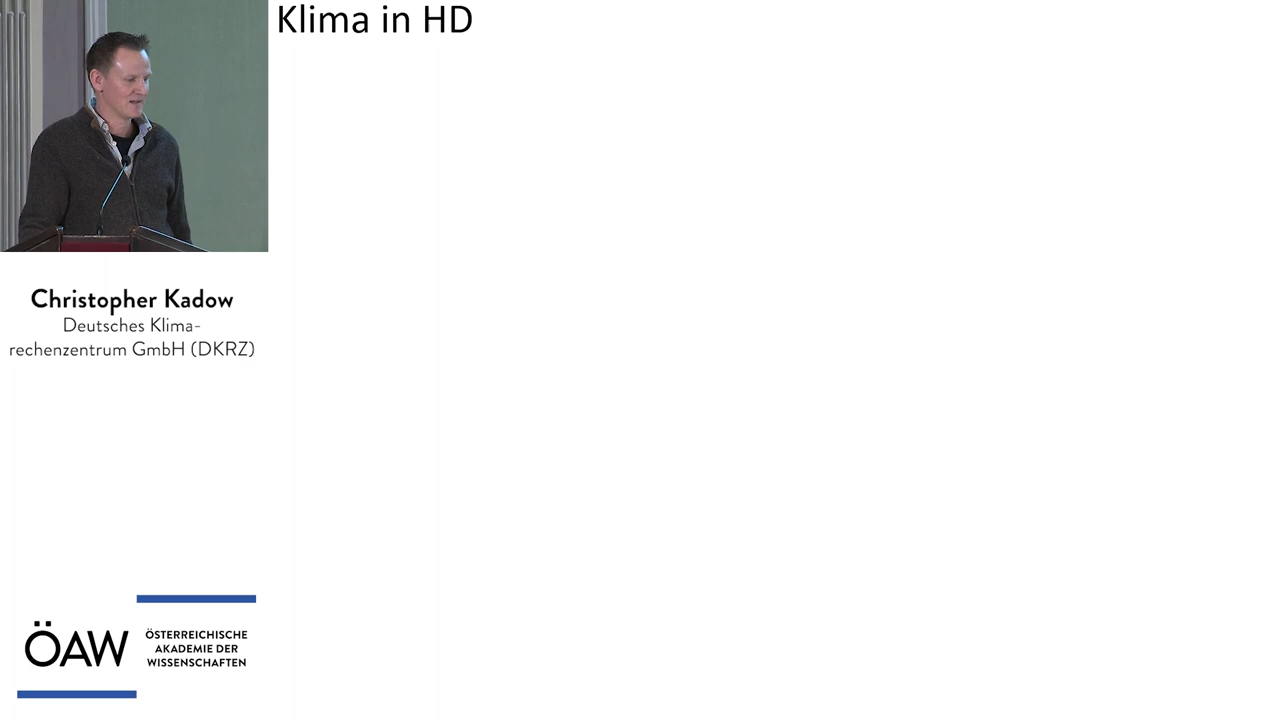 Klima in HD
Christopher Kadow
Deutsches Klima-
rechenzentrum GmbH (DKRZ)
ÖAW
ÖSTERREICHISCHE
AKADEMIE DER
WISSENSCHAFTEN